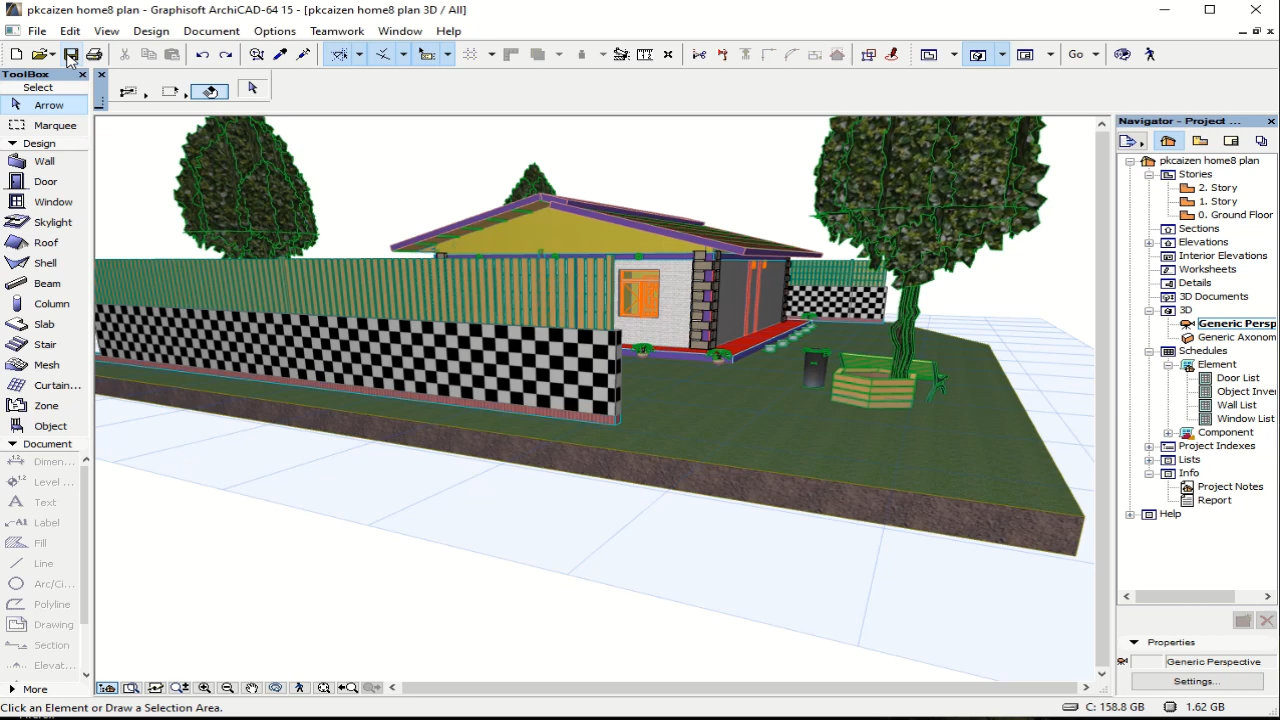 pkcaizen home8 plan - Graphisoft ArchiCAD-64 15 - [pkcaizen home8 plan 3D / All]
File Edit View Design Document Options Teamwork Window Help
Go
ToolBox
Select
Arrow
Marquee
Design
Wall
Door
Window
Skylight
Roof
Shell
Beam
Column
Slab
Stair
Mesh
Curtain...
Zone
Object
Document
Dimen...
Level ...
Text
Label
Fill
Line
Arc/Ci...
Polyline
Drawing
Section
Elevat...
More
Navigator - Project ...
pkcaizen home8 plan
Stories
2. Story
1. Story
0. Ground Floor
Sections
Elevations
Interior Elevations
Worksheets
Details
3D Documents
3D
Generic Persp
Generic Axonom
Schedules
Element
Door List
Object Inve
Wall List
Window List
Component
Project Indexes
Lists
Info
Project Notes
Report
Help
Properties
Generic Perspective
Settings...
Click an Element or Draw a Selection Area.
C: 158.8 GB 1.62 GB